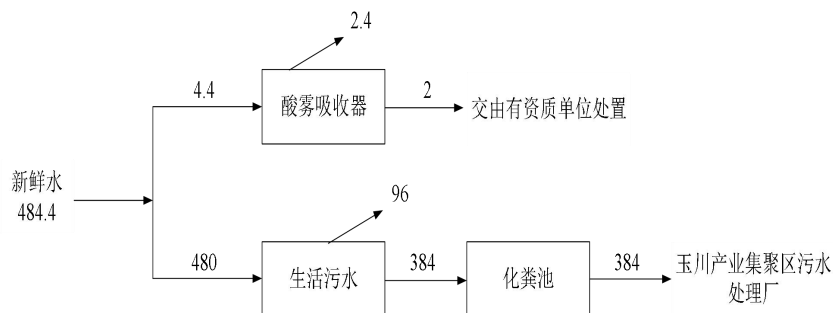 2.4
4.4
酸雾吸收器
2
交由有资质单位处置
新鲜水
484.4
96
480
生活污水
384
化粪池
384
玉川产业集聚区污水
处理厂